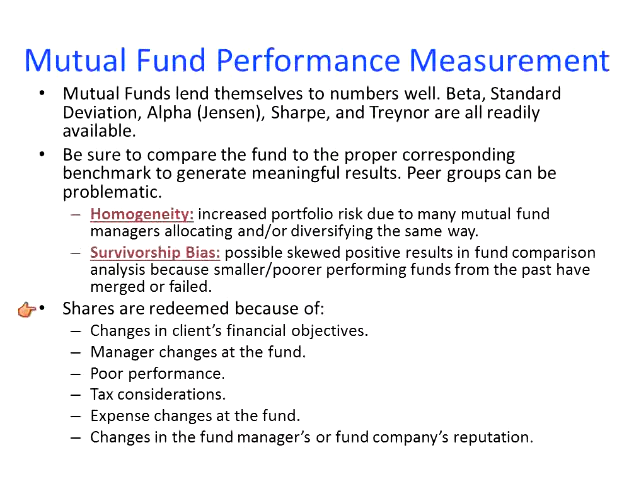 Mutual Fund Performance Measurement
• Mutual Funds lend themselves to numbers well. Beta, Standard
Deviation, Alpha (Jensen), Sharpe, and Treynor are all readily
available.
• Be sure to compare the fund to the proper corresponding
benchmark to generate meaningful results. Peer groups can be
problematic.
– Homogeneity: increased portfolio risk due to many mutual fund
managers allocating and/or diversifying the same way.
– Survivorship Bias: possible skewed positive results in fund comparison
analysis because smaller/poorer performing funds from the past have
merged or failed.
• Shares are redeemed because of:
– Changes in client’s financial objectives.
– Manager changes at the fund.
– Poor performance.
– Tax considerations.
– Expense changes at the fund.
– Changes in the fund manager’s or fund company’s reputation.